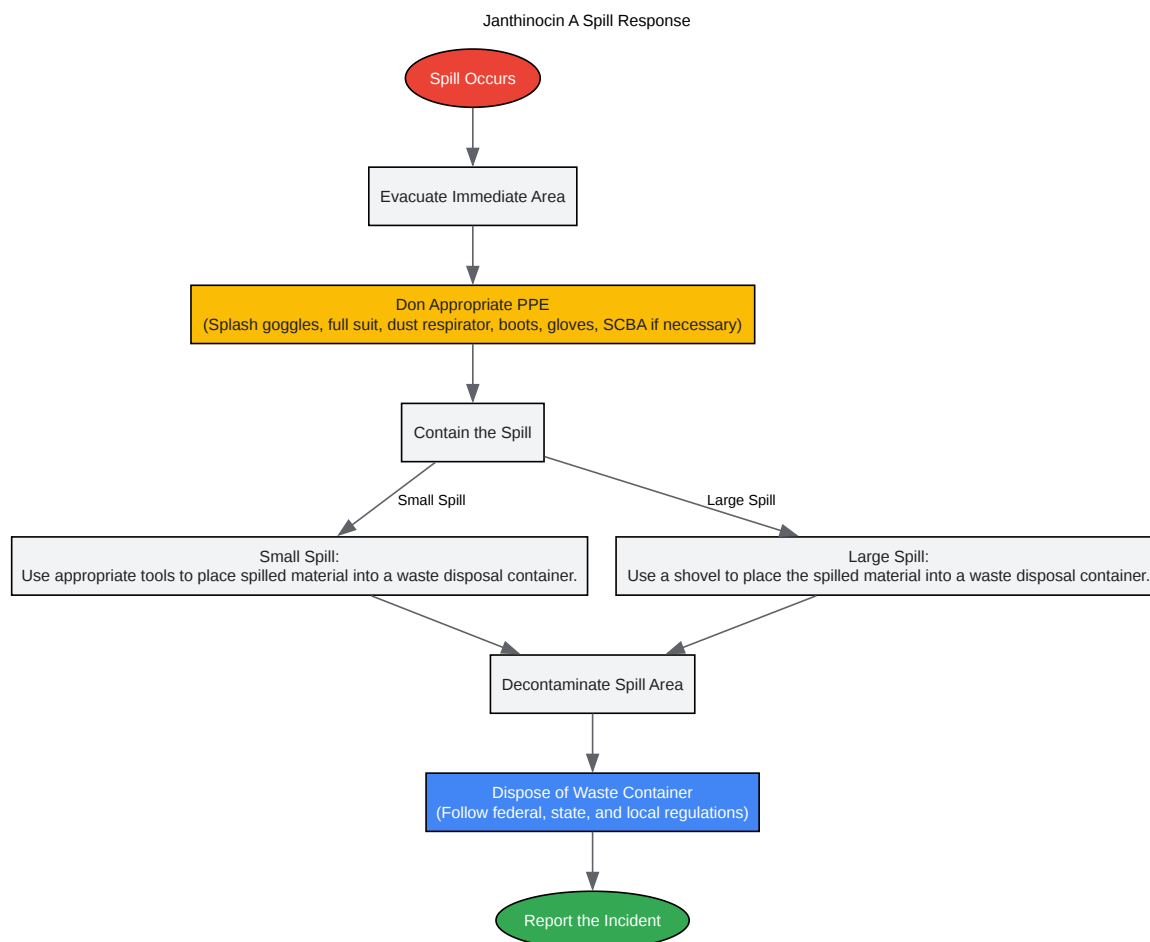 Janthinocin A Spill Response
Spill Occurs
Evacuate Immediate Area
Don Appropriate PPE
(Splash goggles, full suit, dust respirator, boots, gloves, SCBA if necessary)
Contain the Spill
Small Spill
Large Spill
Small Spill:
Use appropriate tools to place spilled material into a waste disposal container.
Large Spill:
Use a shovel to place the spilled material into a waste disposal container.
Decontaminate Spill Area
Dispose of Waste Container
(Follow federal, state, and local regulations)
Report the Incident